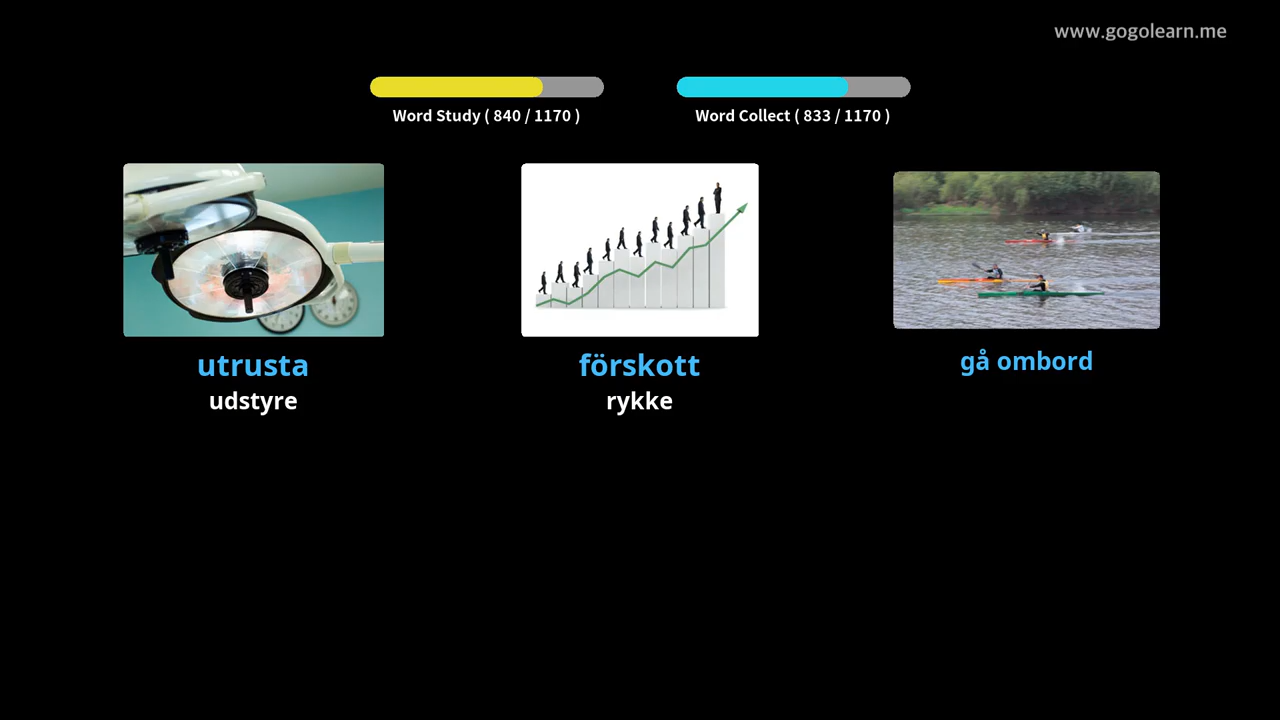 www.gogolearn.me
Word Study ( 840 / 1170 )
Word Collect ( 833 / 1170 )
utrusta
udstyre
förskott
rykke
gå ombord